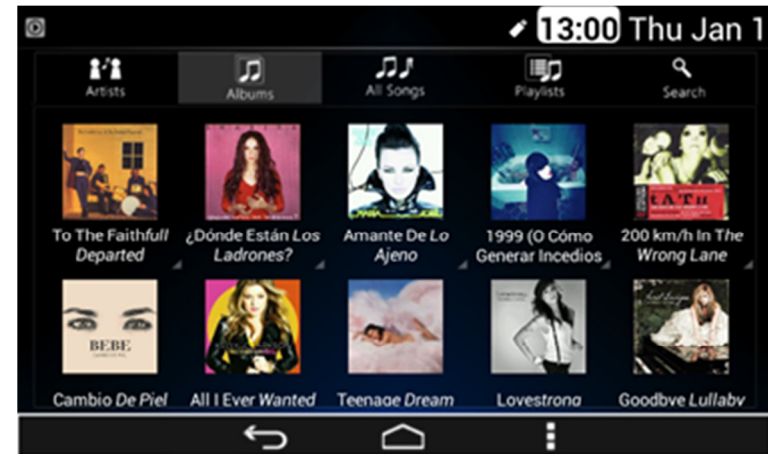 13:00 Thu Jan 1
Artists
Albums
All Songs
Playlists
Search
SHAKIRA
t.A.T.u
To The Faithfull
Departed
¿Dónde Están Los
Ladrones?
Amante De Lo
Ajeno
1999 (O Cómo
Generar Incedios
200 km/h In The
Wrong Lane
BEBE
Cambio De Piel
All I Ever Wanted
Teenage Dream
Lovestrong
Goodbye Lullaby